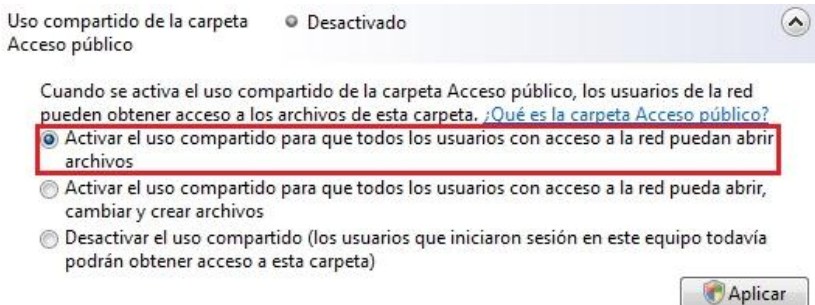 Uso compartido de la carpeta Desactivado
Acceso público
Cuando se activa el uso compartido de la carpeta Acceso público, los usuarios de la red
pueden obtener acceso a los archivos de esta carpeta. ¿Qué es la carpeta Acceso público?
Activar el uso compartido para que todos los usuarios con acceso a la red puedan abrir
archivos
Activar el uso compartido para que todos los usuarios con acceso a la red pueda abrir,
cambiar y crear archivos
Desactivar el uso compartido (los usuarios que iniciaron sesión en este equipo todavía
podrán obtener acceso a esta carpeta)
Aplicar